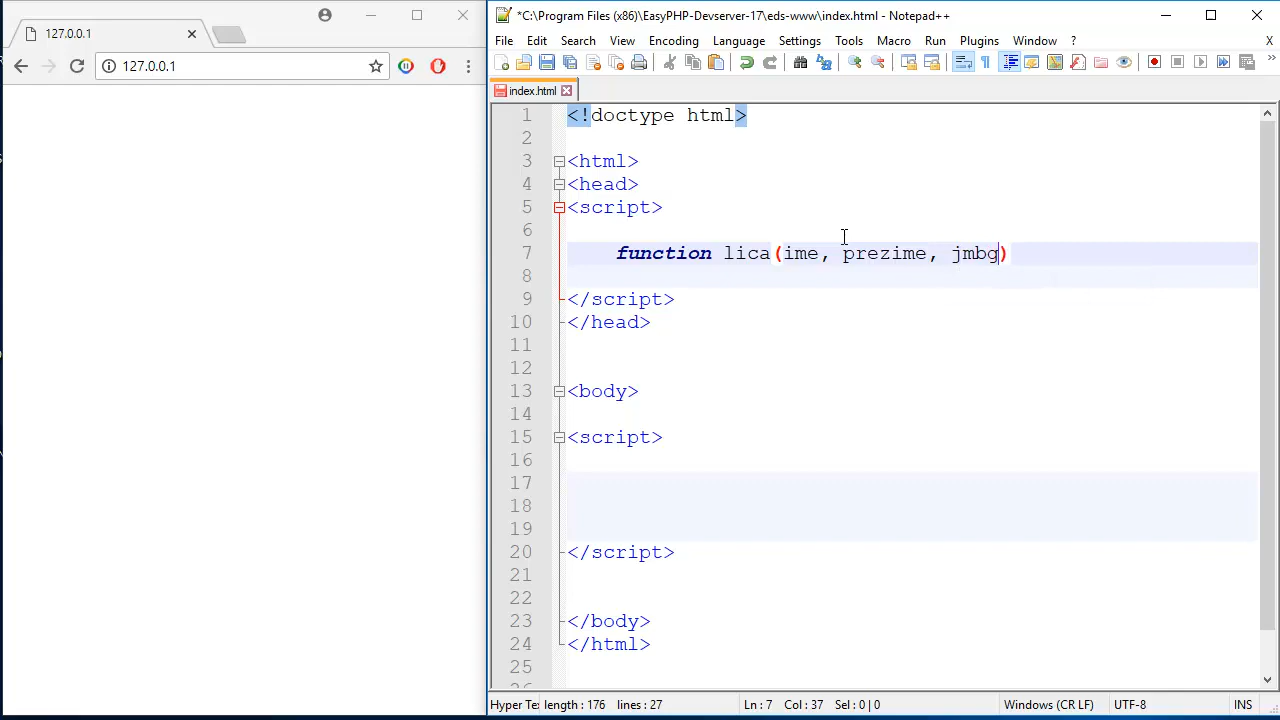 127.0.0.1
127.0.0.1
*C:\Program Files (x86)\EasyPHP-Devserver-17\eds-www\index.html - Notepad++
File Edit Search View Encoding Language Settings Tools Macro Run Plugins Window ? X
index.html
1 <!doctype html>
2
3 <html>
4 <head>
5 <script>
6
7 function lica(ime, prezime, jmbg)
8
9 </script>
10 </head>
11
12
13 <body>
14
15 <script>
16
17
18
19
20 </script>
21
22
23 </body>
24 </html>
25
Hyper Te: length : 176 lines : 27 Ln : 7 Col : 37 Sel : 0 | 0 Windows (CR LF) UTF-8 INS